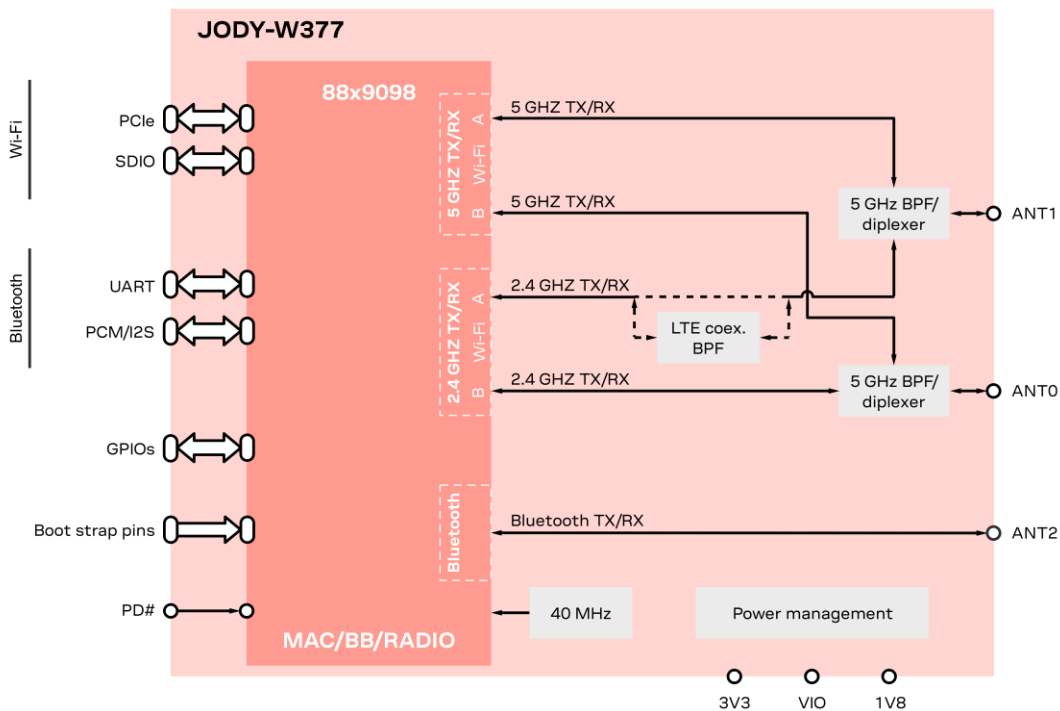 JODY-W377
88x9098
Wi-Fi
PCIe
SDIO
Bluetooth
UART
PCM/I2S
GPIOs
Boot strap pins
PD#
5 GHZ TX/RX
Wi-Fi
A
B
2.4 GHZ TX/RX
Wi-Fi
A
B
Bluetooth
MAC/BB/RADIO
5 GHZ TX/RX
5 GHZ TX/RX
2.4 GHZ TX/RX
LTE coex.
BPF
2.4 GHZ TX/RX
Bluetooth TX/RX
5 GHz BPF/
diplexer
ANT1
5 GHz BPF/
diplexer
ANT0
ANT2
40 MHz
Power management
3V3
VIO
1V8